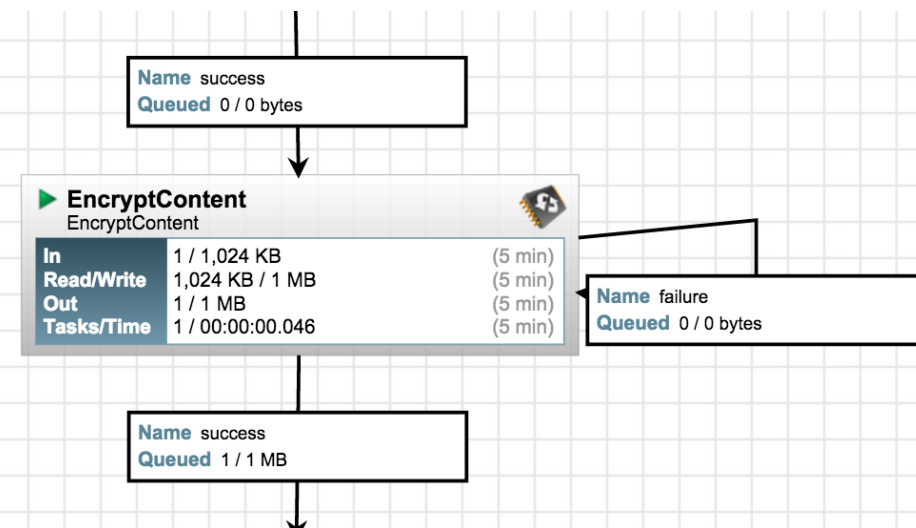 Name success
Queued 0 / 0 bytes
EncryptContent
EncryptContent
In 1 / 1,024 KB (5 min)
Read/Write 1,024 KB / 1 MB (5 min)
Out 1 / 1 MB (5 min)
Tasks/Time 1 / 00:00:00.046 (5 min)
Name failure
Queued 0 / 0 bytes
Name success
Queued 1 / 1 MB